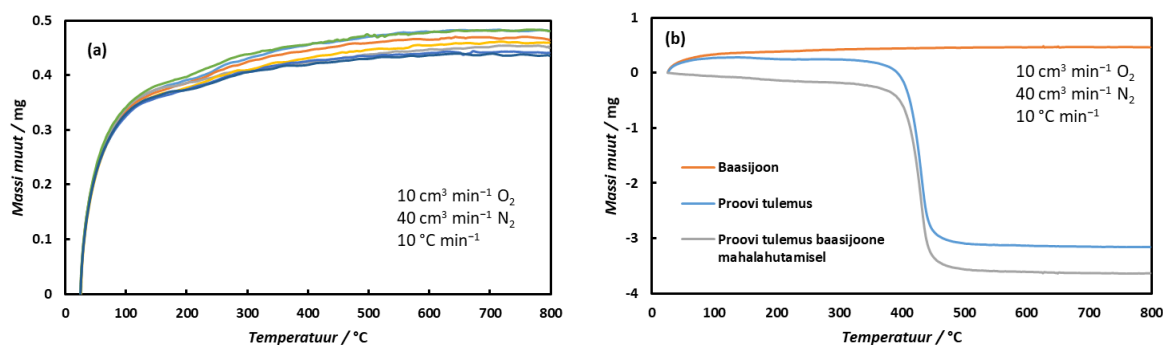 (a)
Massi muut / mg
0.5
0.4
0.3
0.2
0.1
0
10 cm³ min⁻¹ O₂
40 cm³ min⁻¹ N₂
10 °C min⁻¹
0 100 200 300 400 500 600 700 800
Temperatuur / °C
(b)
Massi muut / mg
1
0
-1
-2
-3
-4
10 cm³ min⁻¹ O₂
40 cm³ min⁻¹ N₂
10 °C min⁻¹
Baasijoon
Proovi tulemus
Proovi tulemus baasijoone
mahalahutamisel
0 100 200 300 400 500 600 700 800
Temperatuur / °C